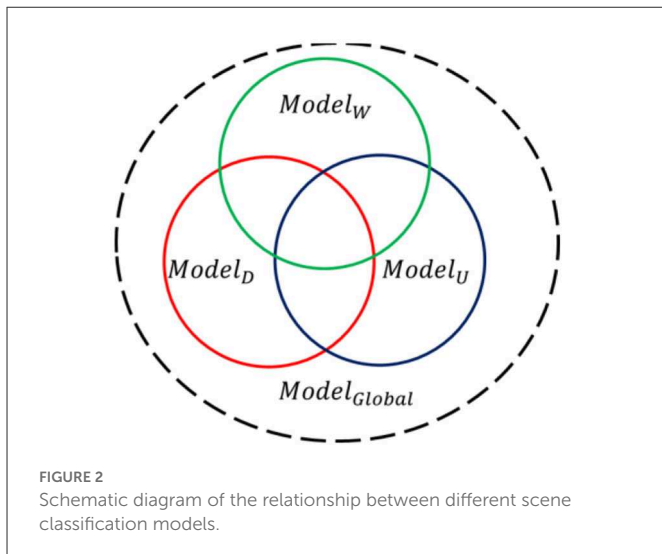 Model_W
Model_D Model_U
Model_Global
FIGURE 2
Schematic diagram of the relationship between different scene
classification models.